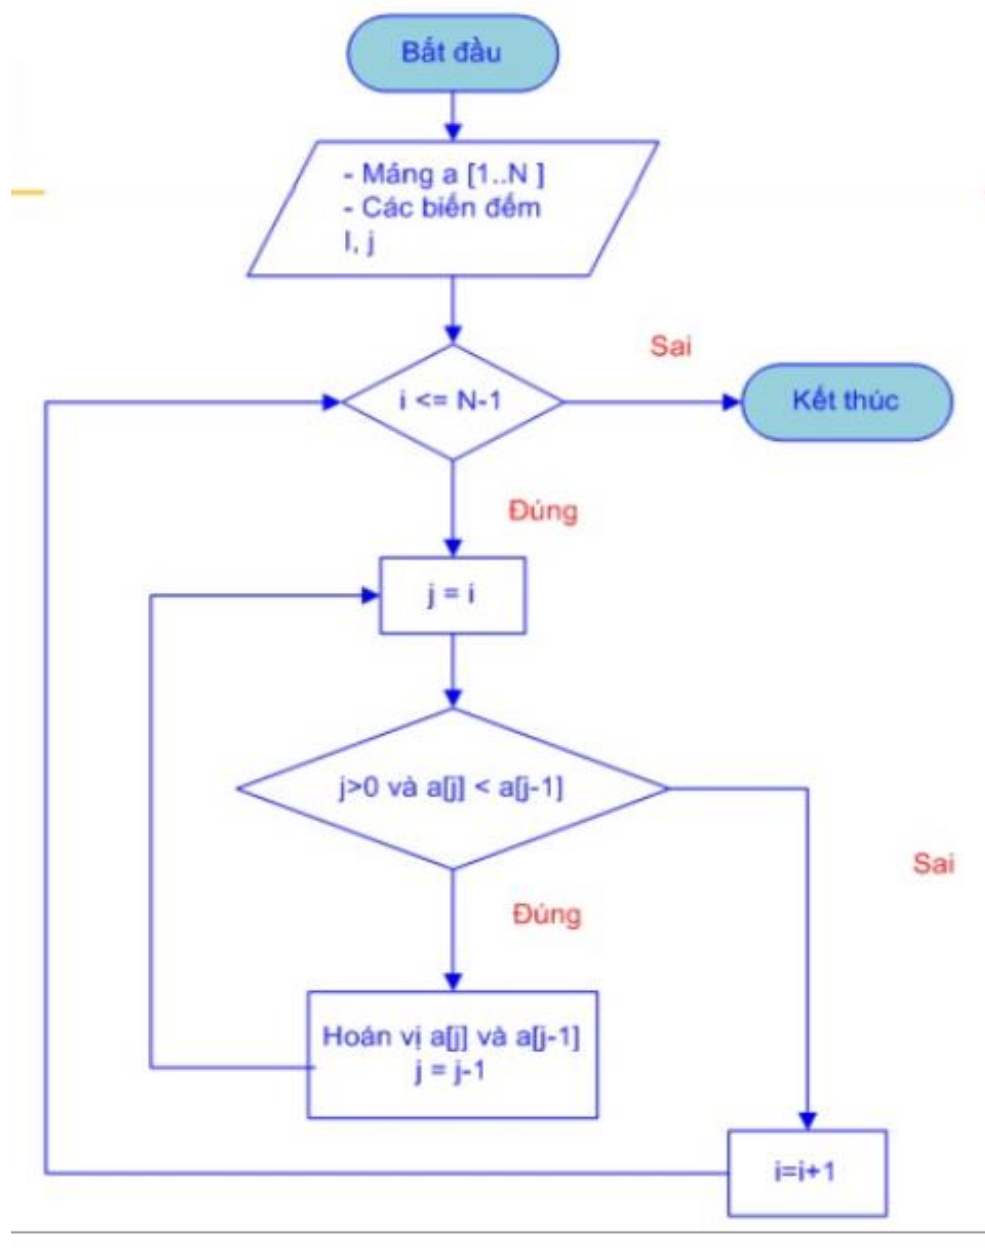 Bắt đầu
- Mảng a [1..N ]
- Các biến đếm
I, j
i <= N-1
Sai
Kết thúc
Đúng
j = i
j>0 và a[j] < a[j-1]
Sai
Đúng
Hoán vị a[j] và a[j-1]
j = j-1
i=i+1